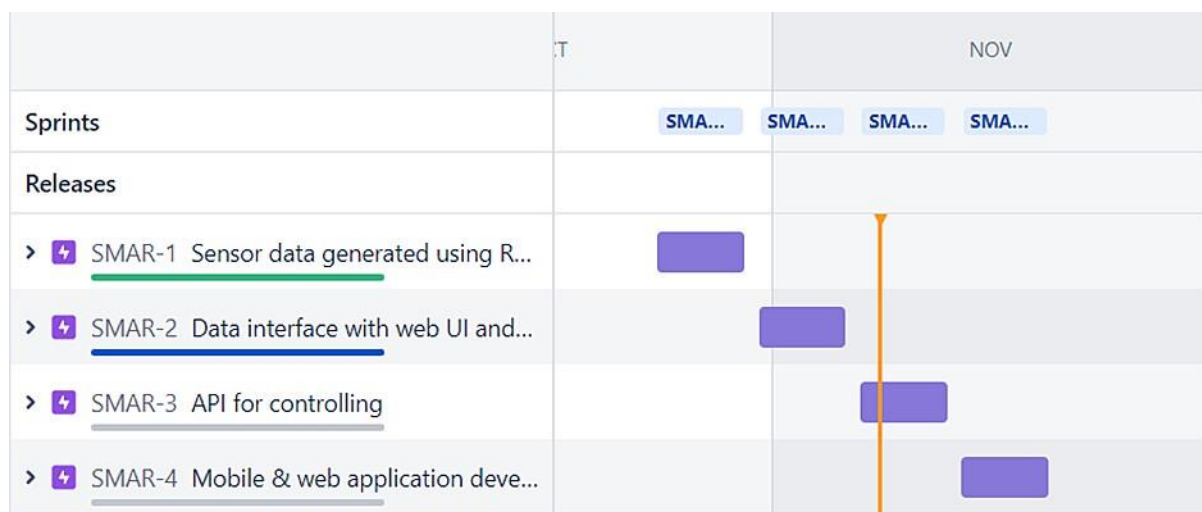 CT NOV
Sprints SMA... SMA... SMA... SMA...
Releases
SMAR-1 Sensor data generated using R...
SMAR-2 Data interface with web UI and...
SMAR-3 API for controlling
SMAR-4 Mobile & web application deve...